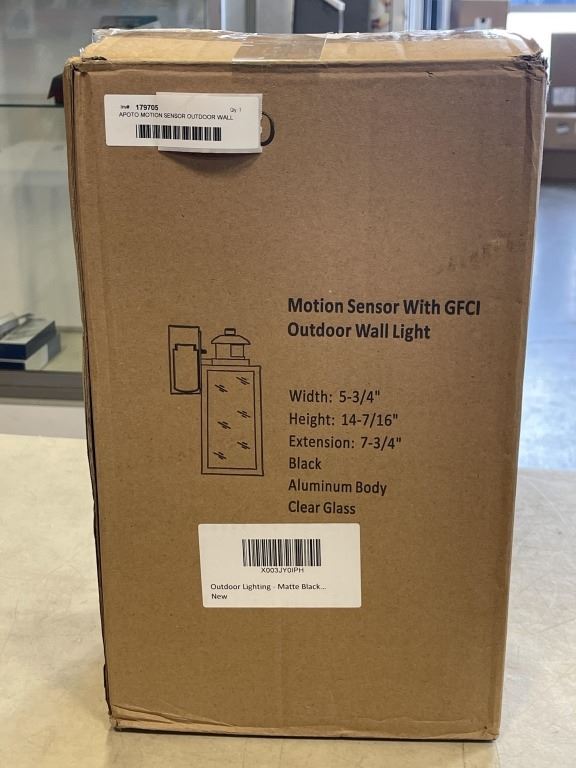 Inv# 179705 Qty: 1
APOTO MOTION SENSOR OUTDOOR WALL
Motion Sensor With GFCI
Outdoor Wall Light
Width: 5-3/4"
Height: 14-7/16"
Extension: 7-3/4"
Black
Aluminum Body
Clear Glass
X003JY0IPH
Outdoor Lighting - Matte Black...
New